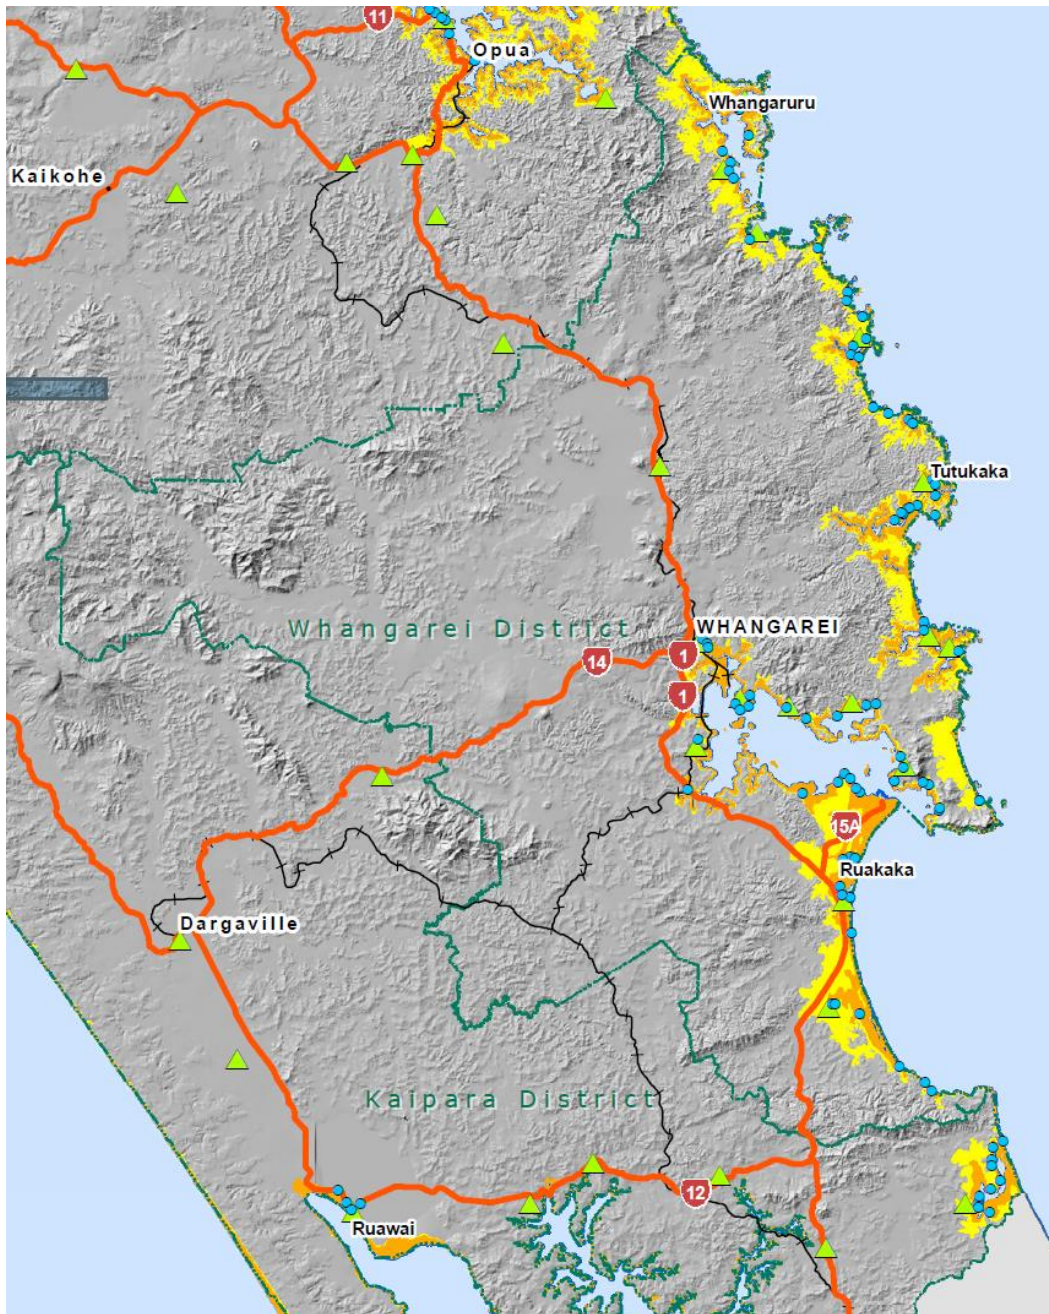 11
Opua
Whangaruru
Kaikohe
Tutukaka
WHANGAREI
Whangarei District
14
1
1
15A
Ruakaka
Dargaville
Kaipara District
12
Ruawai